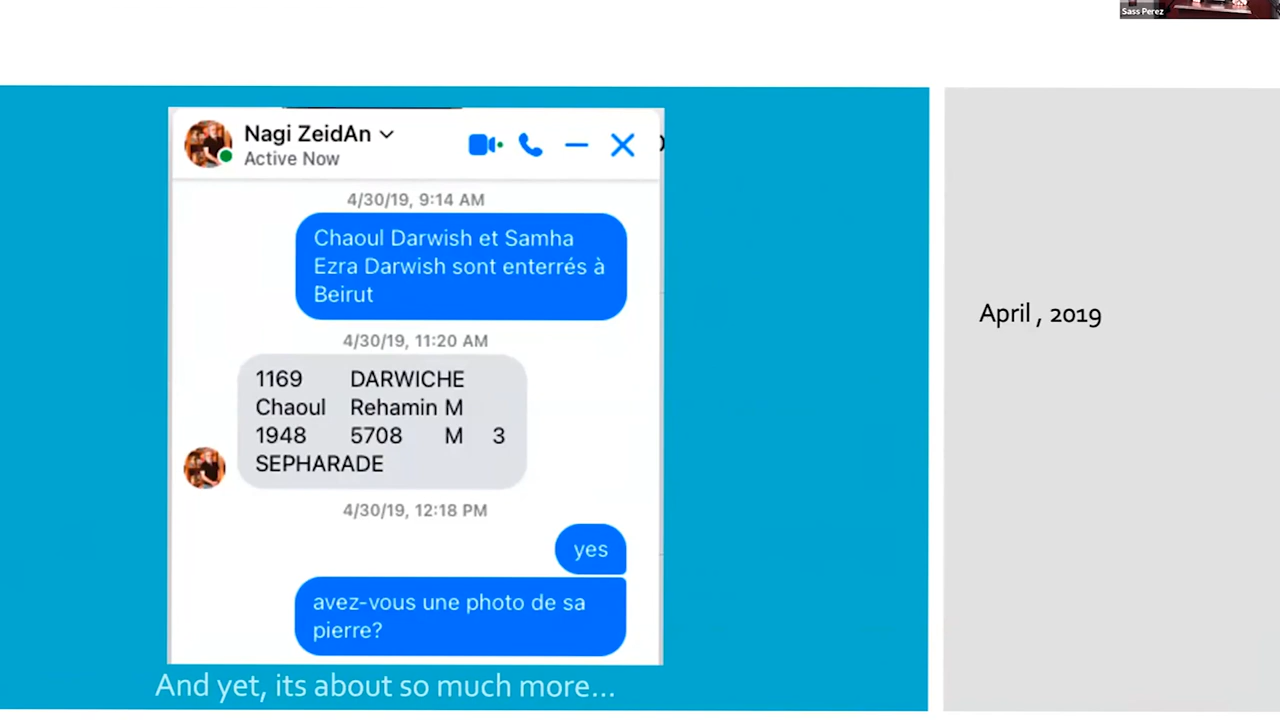 Sass Perez
Nagi ZeidAn
Active Now
4/30/19, 9:14 AM
Chaoul Darwish et Samha
Ezra Darwish sont enterrés à
Beirut
4/30/19, 11:20 AM
1169 DARWICHE
Chaoul Rehamin M
1948 5708 M 3
SEPHARADE
4/30/19, 12:18 PM
yes
avez-vous une photo de sa
pierre?
And yet, its about so much more...
April , 2019